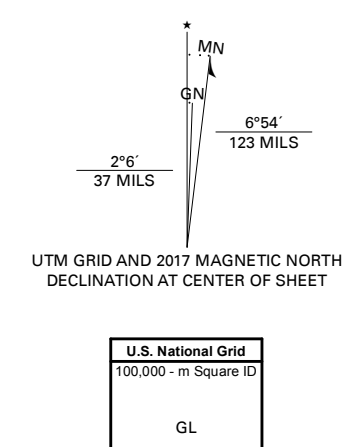 ★
MN
GN
6°54´
123 MILS
2°6´
37 MILS
UTM GRID AND 2017 MAGNETIC NORTH
DECLINATION AT CENTER OF SHEET
U.S. National Grid
100,000 - m Square ID
GL